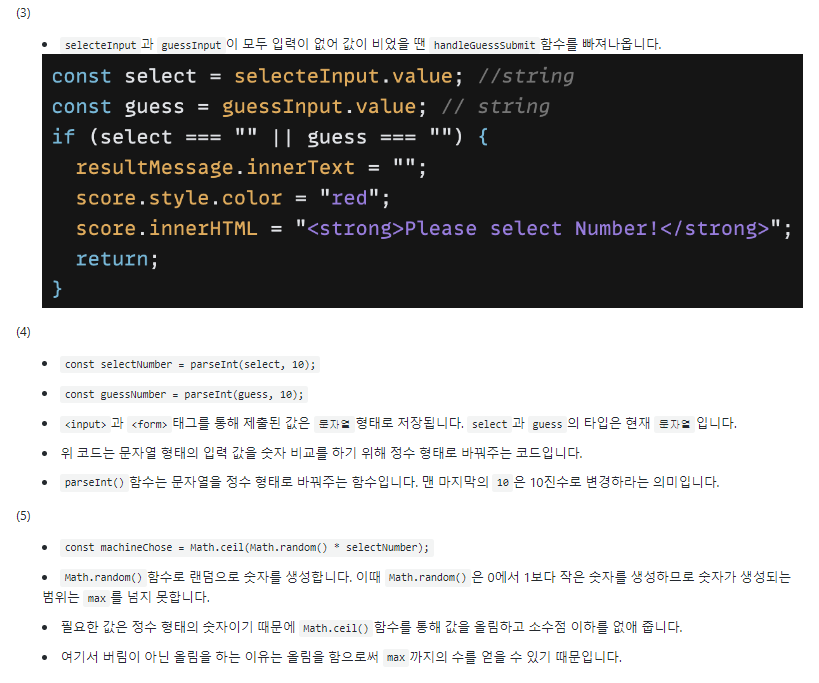 (3)
selecteInput 과 guessInput 이 모두 입력이 없어 값이 비었을 땐 handleGuessSubmit 함수를 빠져나옵니다.
const select = selecteInput.value; //string
const guess = guessInput.value; // string
if (select === "" || guess === "") {
resultMessage.innerText = "";
score.style.color = "red";
score.innerHTML = "<strong>Please select Number!</strong>";
return;
}
(4)
const selectNumber = parseInt(select, 10);
const guessNumber = parseInt(guess, 10);
<input> 과 <form> 태그를 통해 제출된 값은 문자열 형태로 저장됩니다. select 과 guess 의 타입은 현재 문자열 입니다.
위 코드는 문자열 형태의 입력 값을 숫자 비교를 하기 위해 정수 형태로 바꿔주는 코드입니다.
parseInt() 함수는 문자열을 정수 형태로 바꿔주는 함수입니다. 맨 마지막의 10 은 10진수로 변경하라는 의미입니다.
(5)
const machineChose = Math.ceil(Math.random() * selectNumber);
Math.random() 함수로 랜덤으로 숫자를 생성합니다. 이때 Math.random() 은 0에서 1보다 작은 숫자를 생성하므로 숫자가 생성되는
범위는 max 를 넘지 못합니다.
필요한 값은 정수 형태의 숫자이기 때문에 Math.ceil() 함수를 통해 값을 올림하고 소수점 이하를 없애 줍니다.
여기서 버림이 아닌 올림을 하는 이유는 올림을 함으로써 max 까지의 수를 얻을 수 있기 때문입니다.